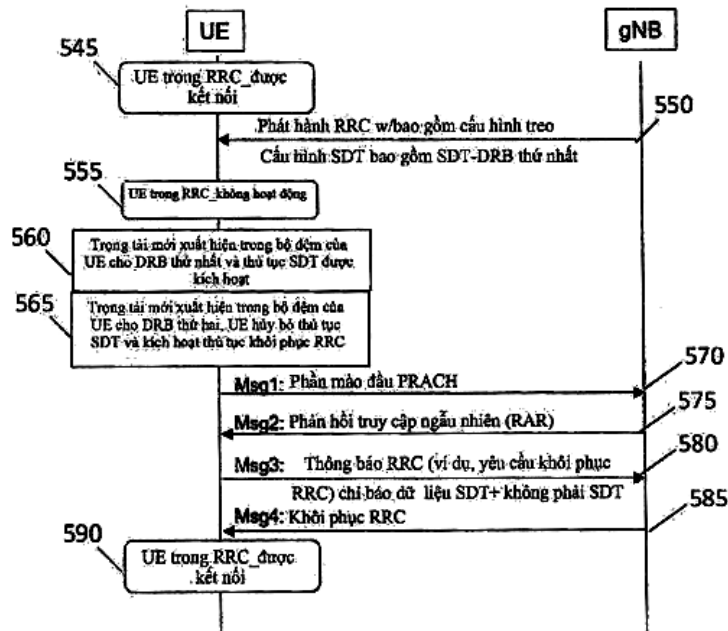 UE
gNB
545
UE trong RRC_được
kết nối
550
Phát hành RRC w/bao gồm cấu hình treo
Cấu hình SDT bao gồm SDT-DRB thứ nhất
555
UE trong RRC_không hoạt động
560
Trọng tải mới xuất hiện trong bộ đệm của
UE cho DRB thứ nhất và thủ tục SDT được
kích hoạt
565
Trọng tải mới xuất hiện trong bộ đệm của
UE cho DRB thứ hai, UE hủy bỏ thủ tục
SDT và kích hoạt thủ tục khôi phục RRC
570
Msg1: Phần mào đầu PRACH
575
Msg2: Phản hồi truy cập ngẫu nhiên (RAR)
580
Msg3: Thông báo RRC (ví dụ, yêu cầu khôi phục
RRC) chỉ báo dữ liệu SDT+ không phải SDT
585
Msg4: Khôi phục RRC
590
UE trong RRC_được
kết nối